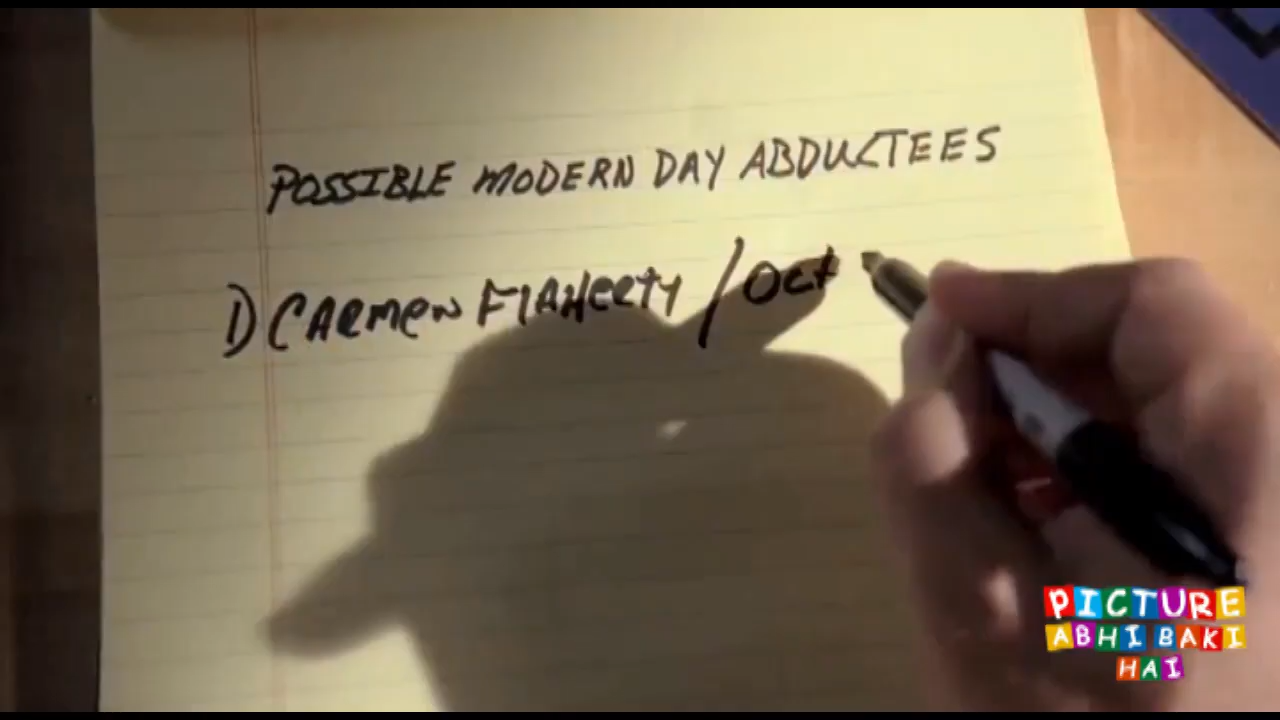 POSSIBLE MODERN DAY ABDUCTEES
1) CARMEN FlAHERTY / Oct
PICTURE
ABHI BAKI
HAI